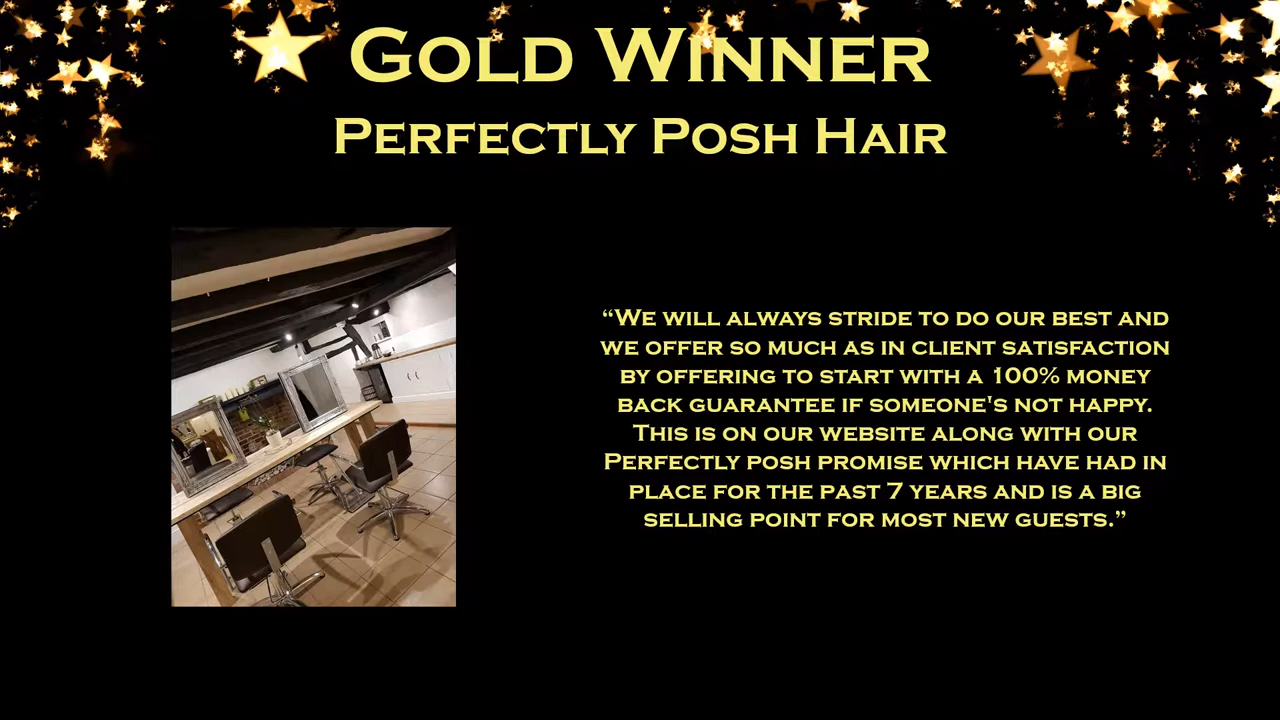 Gold Winner
Perfectly Posh Hair
“We will always stride to do our best and
we offer so much as in client satisfaction
by offering to start with a 100% money
back guarantee if someone's not happy.
This is on our website along with our
Perfectly posh promise which have had in
place for the past 7 years and is a big
selling point for most new guests.”